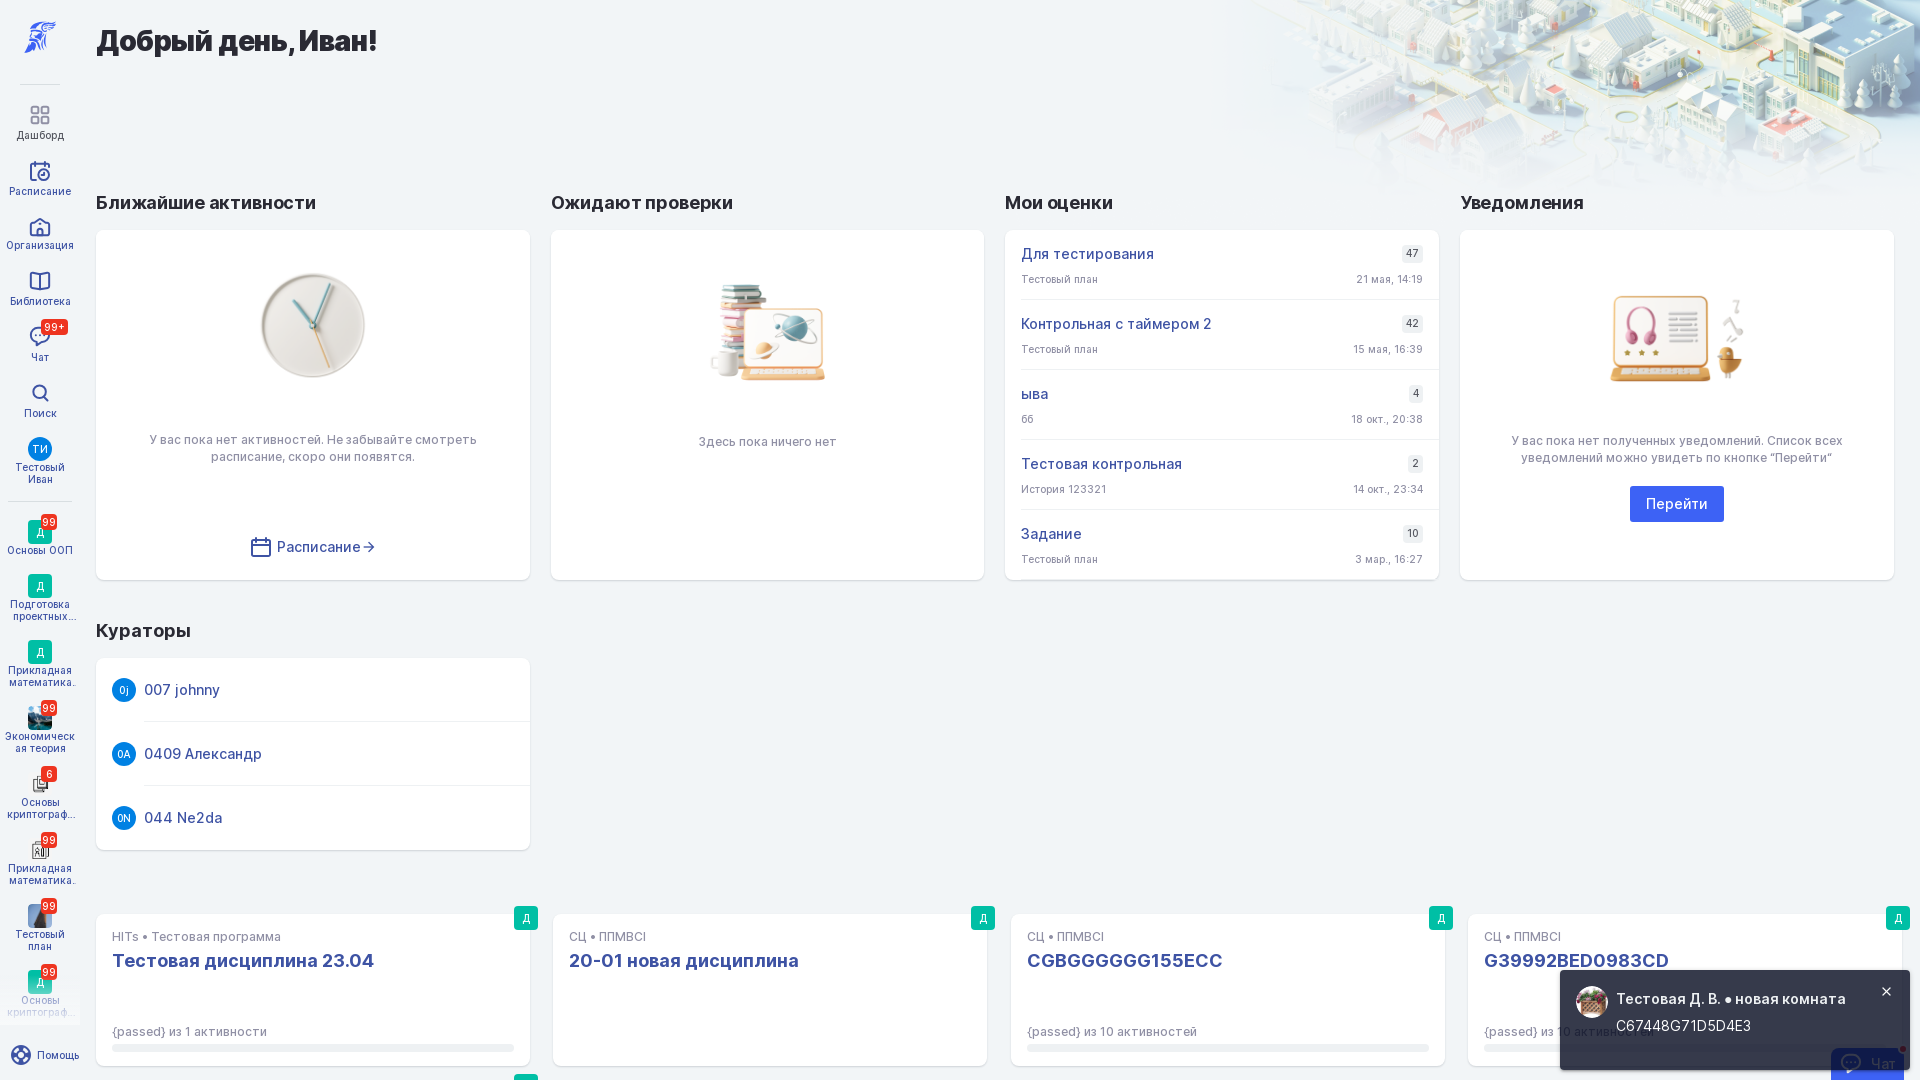 Добрый день, Иван!
Дашборд
Расписание
Организация
Библиотека
99+
Чат
Поиск
ТИ
Тестовый
Иван
99
Д
Основы ООП
Д
Подготовка
проектных...
Д
Прикладная
математика.
99
Экономическ
ая теория
6
Основы
криптограф...
99
Прикладная
математика.
99
Тестовый
план
99
Д
Основы
криптограф...
Помощь
Ближайшие активности
У вас пока нет активностей. Не забывайте смотреть
расписание, скоро они появятся.
Расписание
Ожидают проверки
Здесь пока ничего нет
Мои оценки
Для тестирования
47
Тестовый план
21 мая, 14:19
Контрольная с таймером 2
42
Тестовый план
15 мая, 16:39
ыва
4
бб
18 окт., 20:38
Тестовая контрольная
2
История 123321
14 окт., 23:34
Задание
10
Тестовый план
3 мар., 16:27
Уведомления
У вас пока нет полученных уведомлений. Список всех
уведомлений можно увидеть по кнопке “Перейти“
Перейти
Кураторы
0j
007 johnny
0А
0409 Александр
0N
044 Ne2da
Д
HITs • Тестовая программа
Тестовая дисциплина 23.04
{passed} из 1 активности
Д
СЦ • ППМВСI
20-01 новая дисциплина
Д
СЦ • ППМВСI
CGBGGGGGG155ECC
{passed} из 10 активностей
Д
СЦ • ППМВСI
G39992BED0983CD
{passed} из 10 активностей
Тестовая Д. В. ● новая комната
C67448G71D5D4E3
Чат